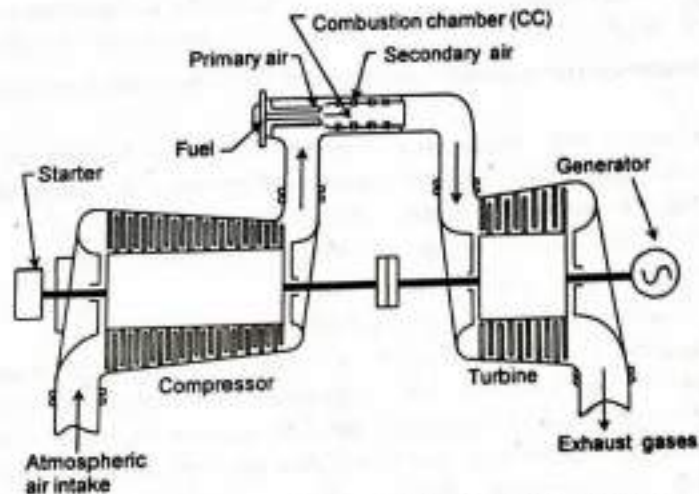 Combustion chamber (CC)
Primary air
Secondary air
Fuel
Starter
Generator
Compressor
Turbine
Exhaust gases
Atmospheric
air intake